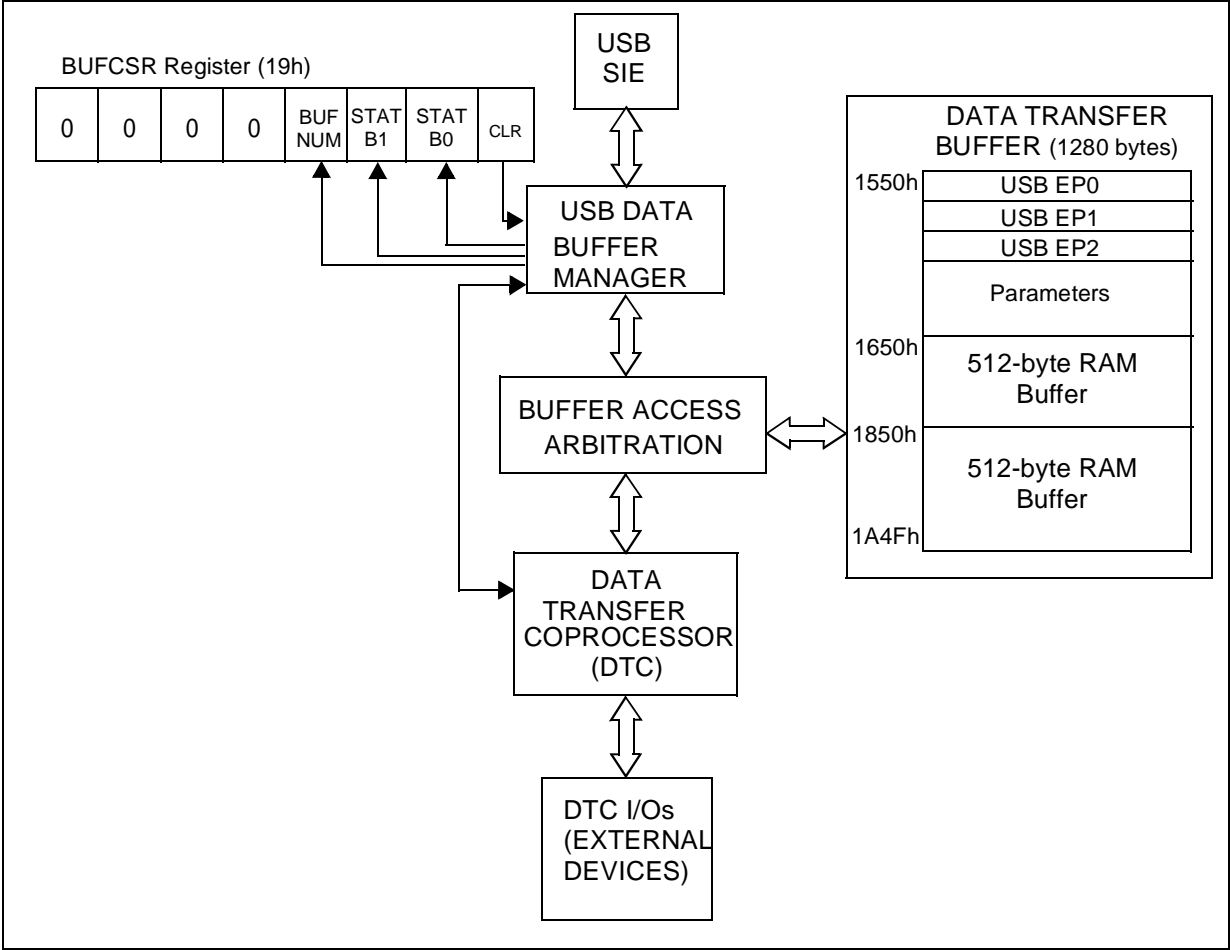 BUFCSR Register (19h)
0 0 0 0 BUF NUM STAT B1 STAT B0 CLR
USB
SIE
USB DATA
BUFFER
MANAGER
BUFFER ACCESS
ARBITRATION
DATA
TRANSFER
COPROCESSOR
(DTC)
DTC I/Os
(EXTERNAL
DEVICES)
DATA TRANSFER
BUFFER (1280 bytes)
1550h USB EP0
USB EP1
USB EP2
Parameters
1650h
512-byte RAM
Buffer
1850h
512-byte RAM
Buffer
1A4Fh